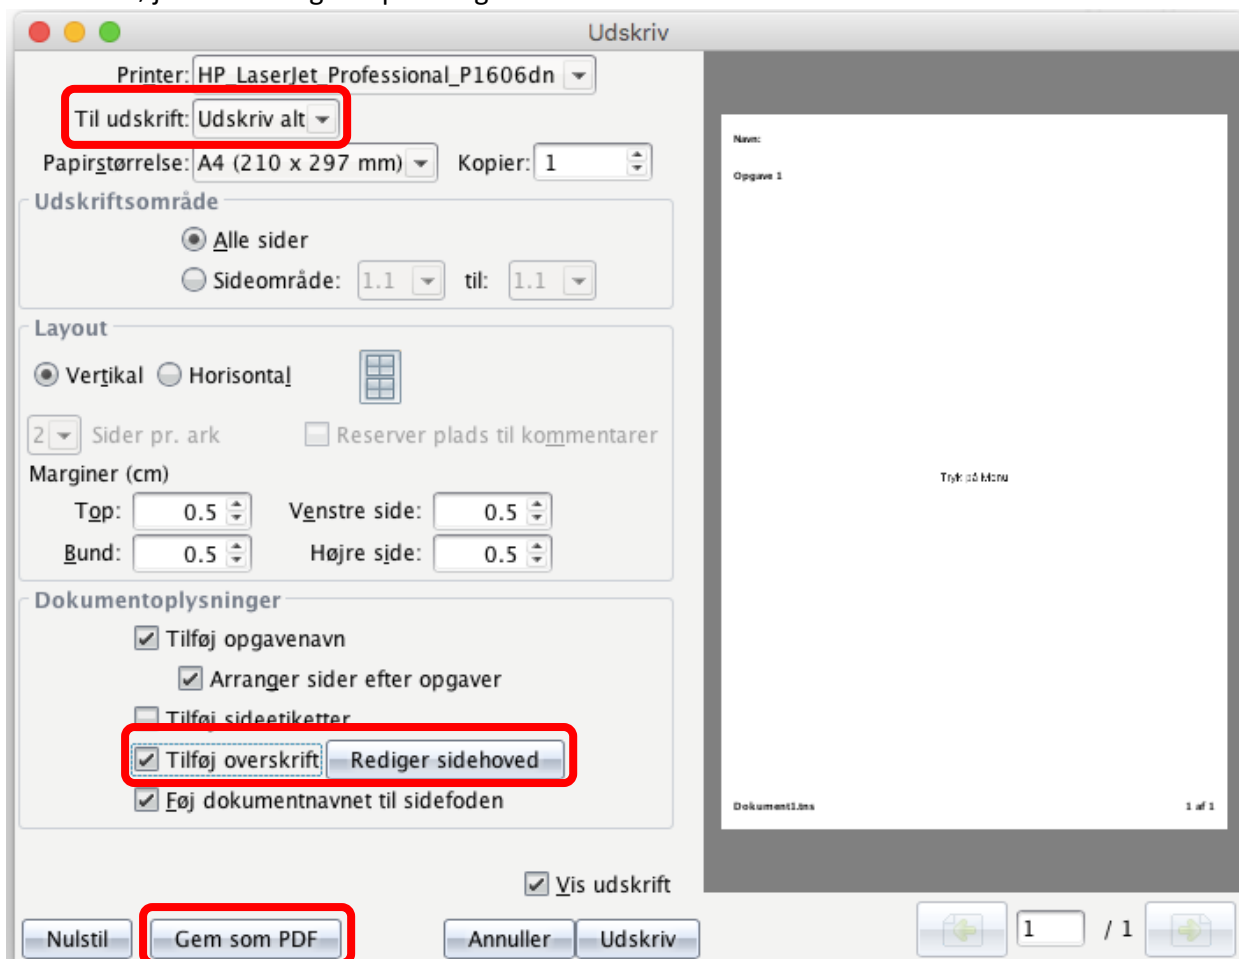 Udskriv
Printer: HP_LaserJet_Professional_P1606dn
Til udskrift: Udskriv alt
Papirstørrelse: A4 (210 x 297 mm) Kopier: 1
Udskriftsområde
Alle sider
Sideområde: 1.1 til: 1.1
Layout
Vertikal Horisontal
2 Sider pr. ark Reserver plads til kommentarer
Marginer (cm)
Top: 0.5 Venstre side: 0.5
Bund: 0.5 Højre side: 0.5
Dokumentoplysninger
Tilføj opgavenavn
Arranger sider efter opgaver
Tilføj sideetiketter
Tilføj overskrift Rediger sidehoved
Føj dokumentnavnet til sidefoden
Vis udskrift
Nulstil Gem som PDF Annuller Udskriv
Navn:
Opgave 1
Tryk på Menu
Dokument1.tns 1 af 1
1 / 1